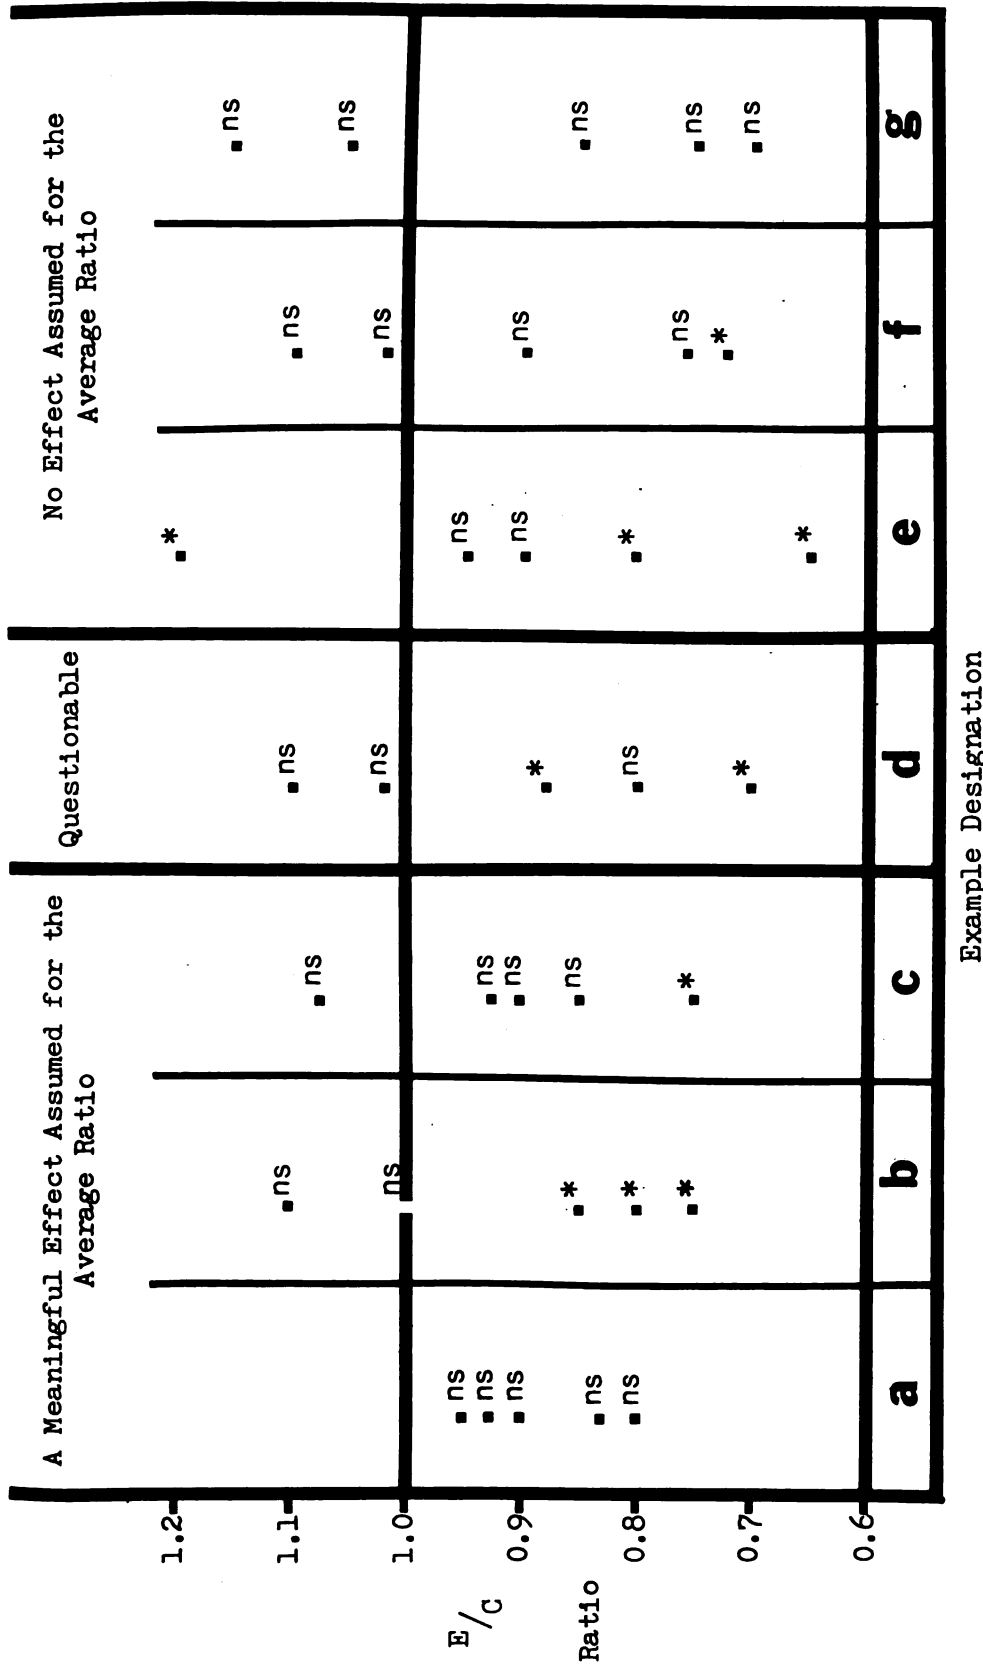 A Meaningful Effect Assumed for the
Average Ratio
Questionable
No Effect Assumed for the
Average Ratio
E/C
Ratio
1.2
1.1
1.0
0.9
0.8
0.7
0.6
ns
ns
ns
ns
ns
ns
ns
*
*
*
ns
ns
ns
ns
*
ns
ns
*
ns
*
*
ns
ns
*
*
ns
ns
ns
ns
*
ns
ns
ns
ns
ns
a b c d e f g
Example Designation